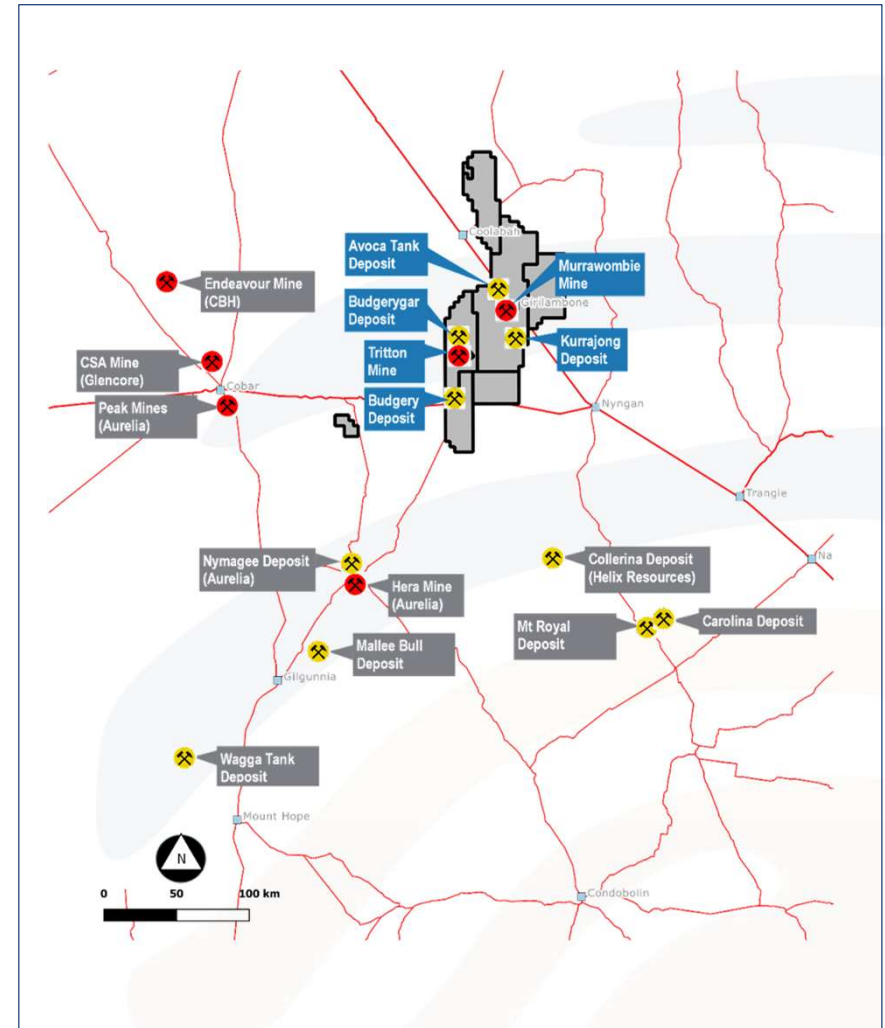 Coolabah
Avoca Tank
Deposit
Murrawombie
Mine
Endeavour Mine
(CBH)
Girilambone
Budgerygar
Deposit
Kurrajong
Deposit
Tritton
Mine
CSA Mine
(Glencore)
Cobar
Peak Mines
(Aurelia)
Budgery
Deposit
Nyngan
Trangie
Nymagee Deposit
(Aurelia)
Collerina Deposit
(Helix Resources)
Na
Hera Mine
(Aurelia)
Mt Royal
Deposit
Carolina Deposit
Mallee Bull
Deposit
Gilgunnia
Wagga Tank
Deposit
Mount Hope
N
0 50 100 km
Condobolin